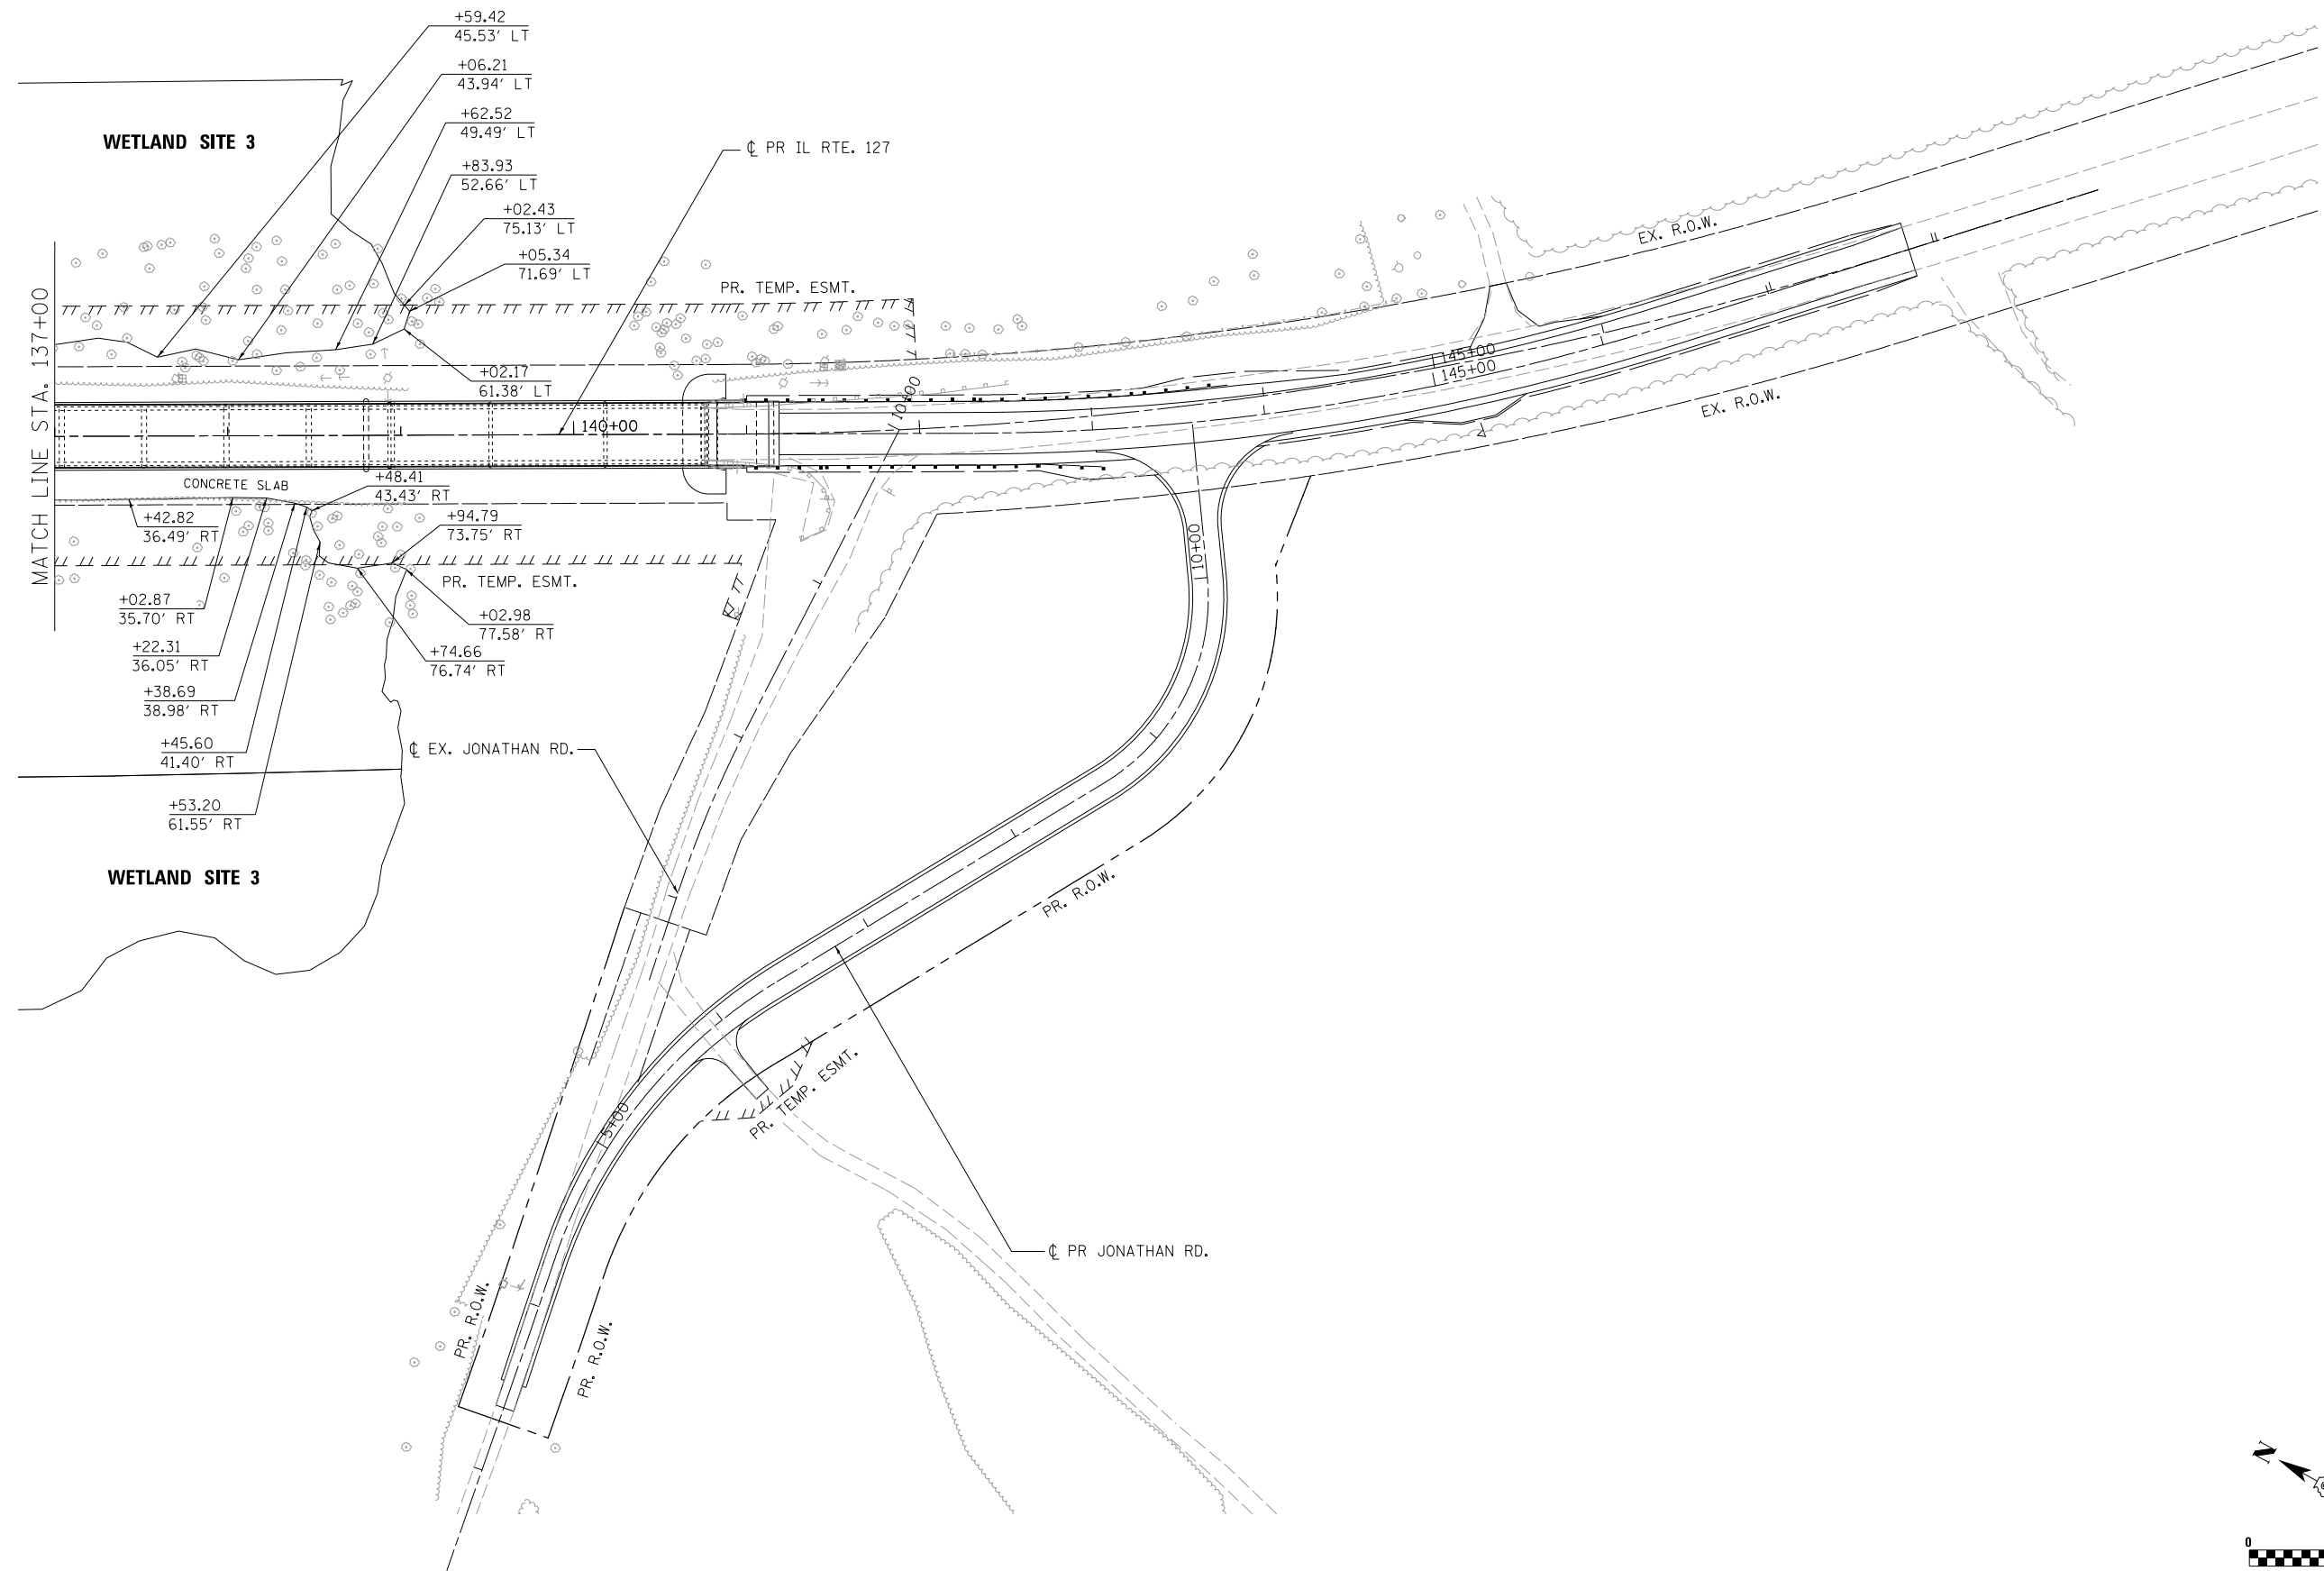 +59.42
45.53' LT
+06.21
43.94' LT
+62.52
49.49' LT
WETLAND SITE 3
℄ PR IL RTE. 127
+83.93
52.66' LT
+02.43
75.13' LT
EX. R.O.W.
+05.34
71.69' LT
PR. TEMP. ESMT.
MATCH LINE STA. 137+00
145+00
145+00
+02.17
61.38' LT
10+00
EX. R.O.W.
140+00
CONCRETE SLAB
+48.41
43.43' RT
+42.82
36.49' RT
+94.79
73.75' RT
10+00
PR. TEMP. ESMT.
+02.87
35.70' RT
+02.98
77.58' RT
+22.31
36.05' RT
+74.66
76.74' RT
+38.69
38.98' RT
+45.60
41.40' RT
℄ EX. JONATHAN RD.
+53.20
61.55' RT
WETLAND SITE 3
PR. R.O.W.
PR. TEMP. ESMT.
5+00
℄ PR JONATHAN RD.
PR. R.O.W.
PR. R.O.W.
N
0